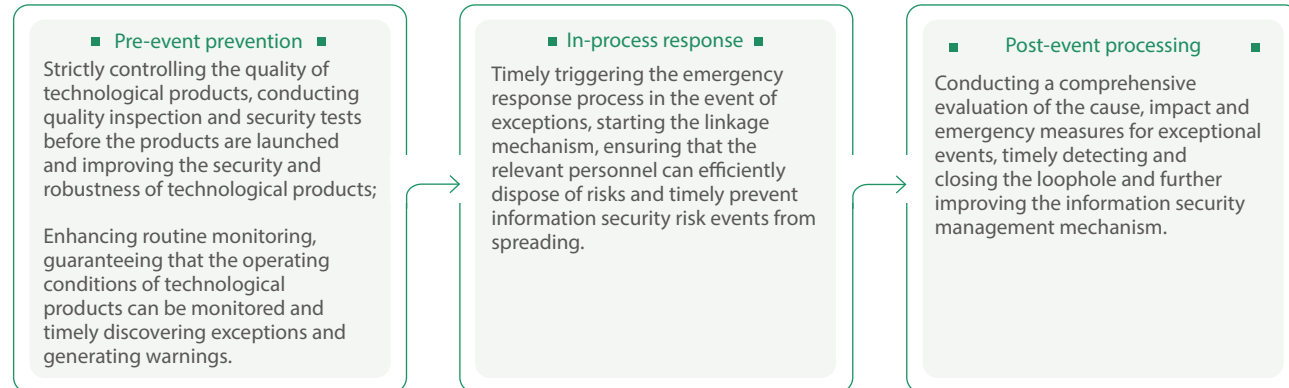 Pre-event prevention
Strictly controlling the quality of
technological products, conducting
quality inspection and security tests
before the products are launched
and improving the security and
robustness of technological products;
Enhancing routine monitoring,
guaranteeing that the operating
conditions of technological
products can be monitored and
timely discovering exceptions and
generating warnings.
In-process response
Timely triggering the emergency
response process in the event of
exceptions, starting the linkage
mechanism, ensuring that the
relevant personnel can efficiently
dispose of risks and timely prevent
information security risk events from
spreading.
Post-event processing
Conducting a comprehensive
evaluation of the cause, impact and
emergency measures for exceptional
events, timely detecting and
closing the loophole and further
improving the information security
management mechanism.